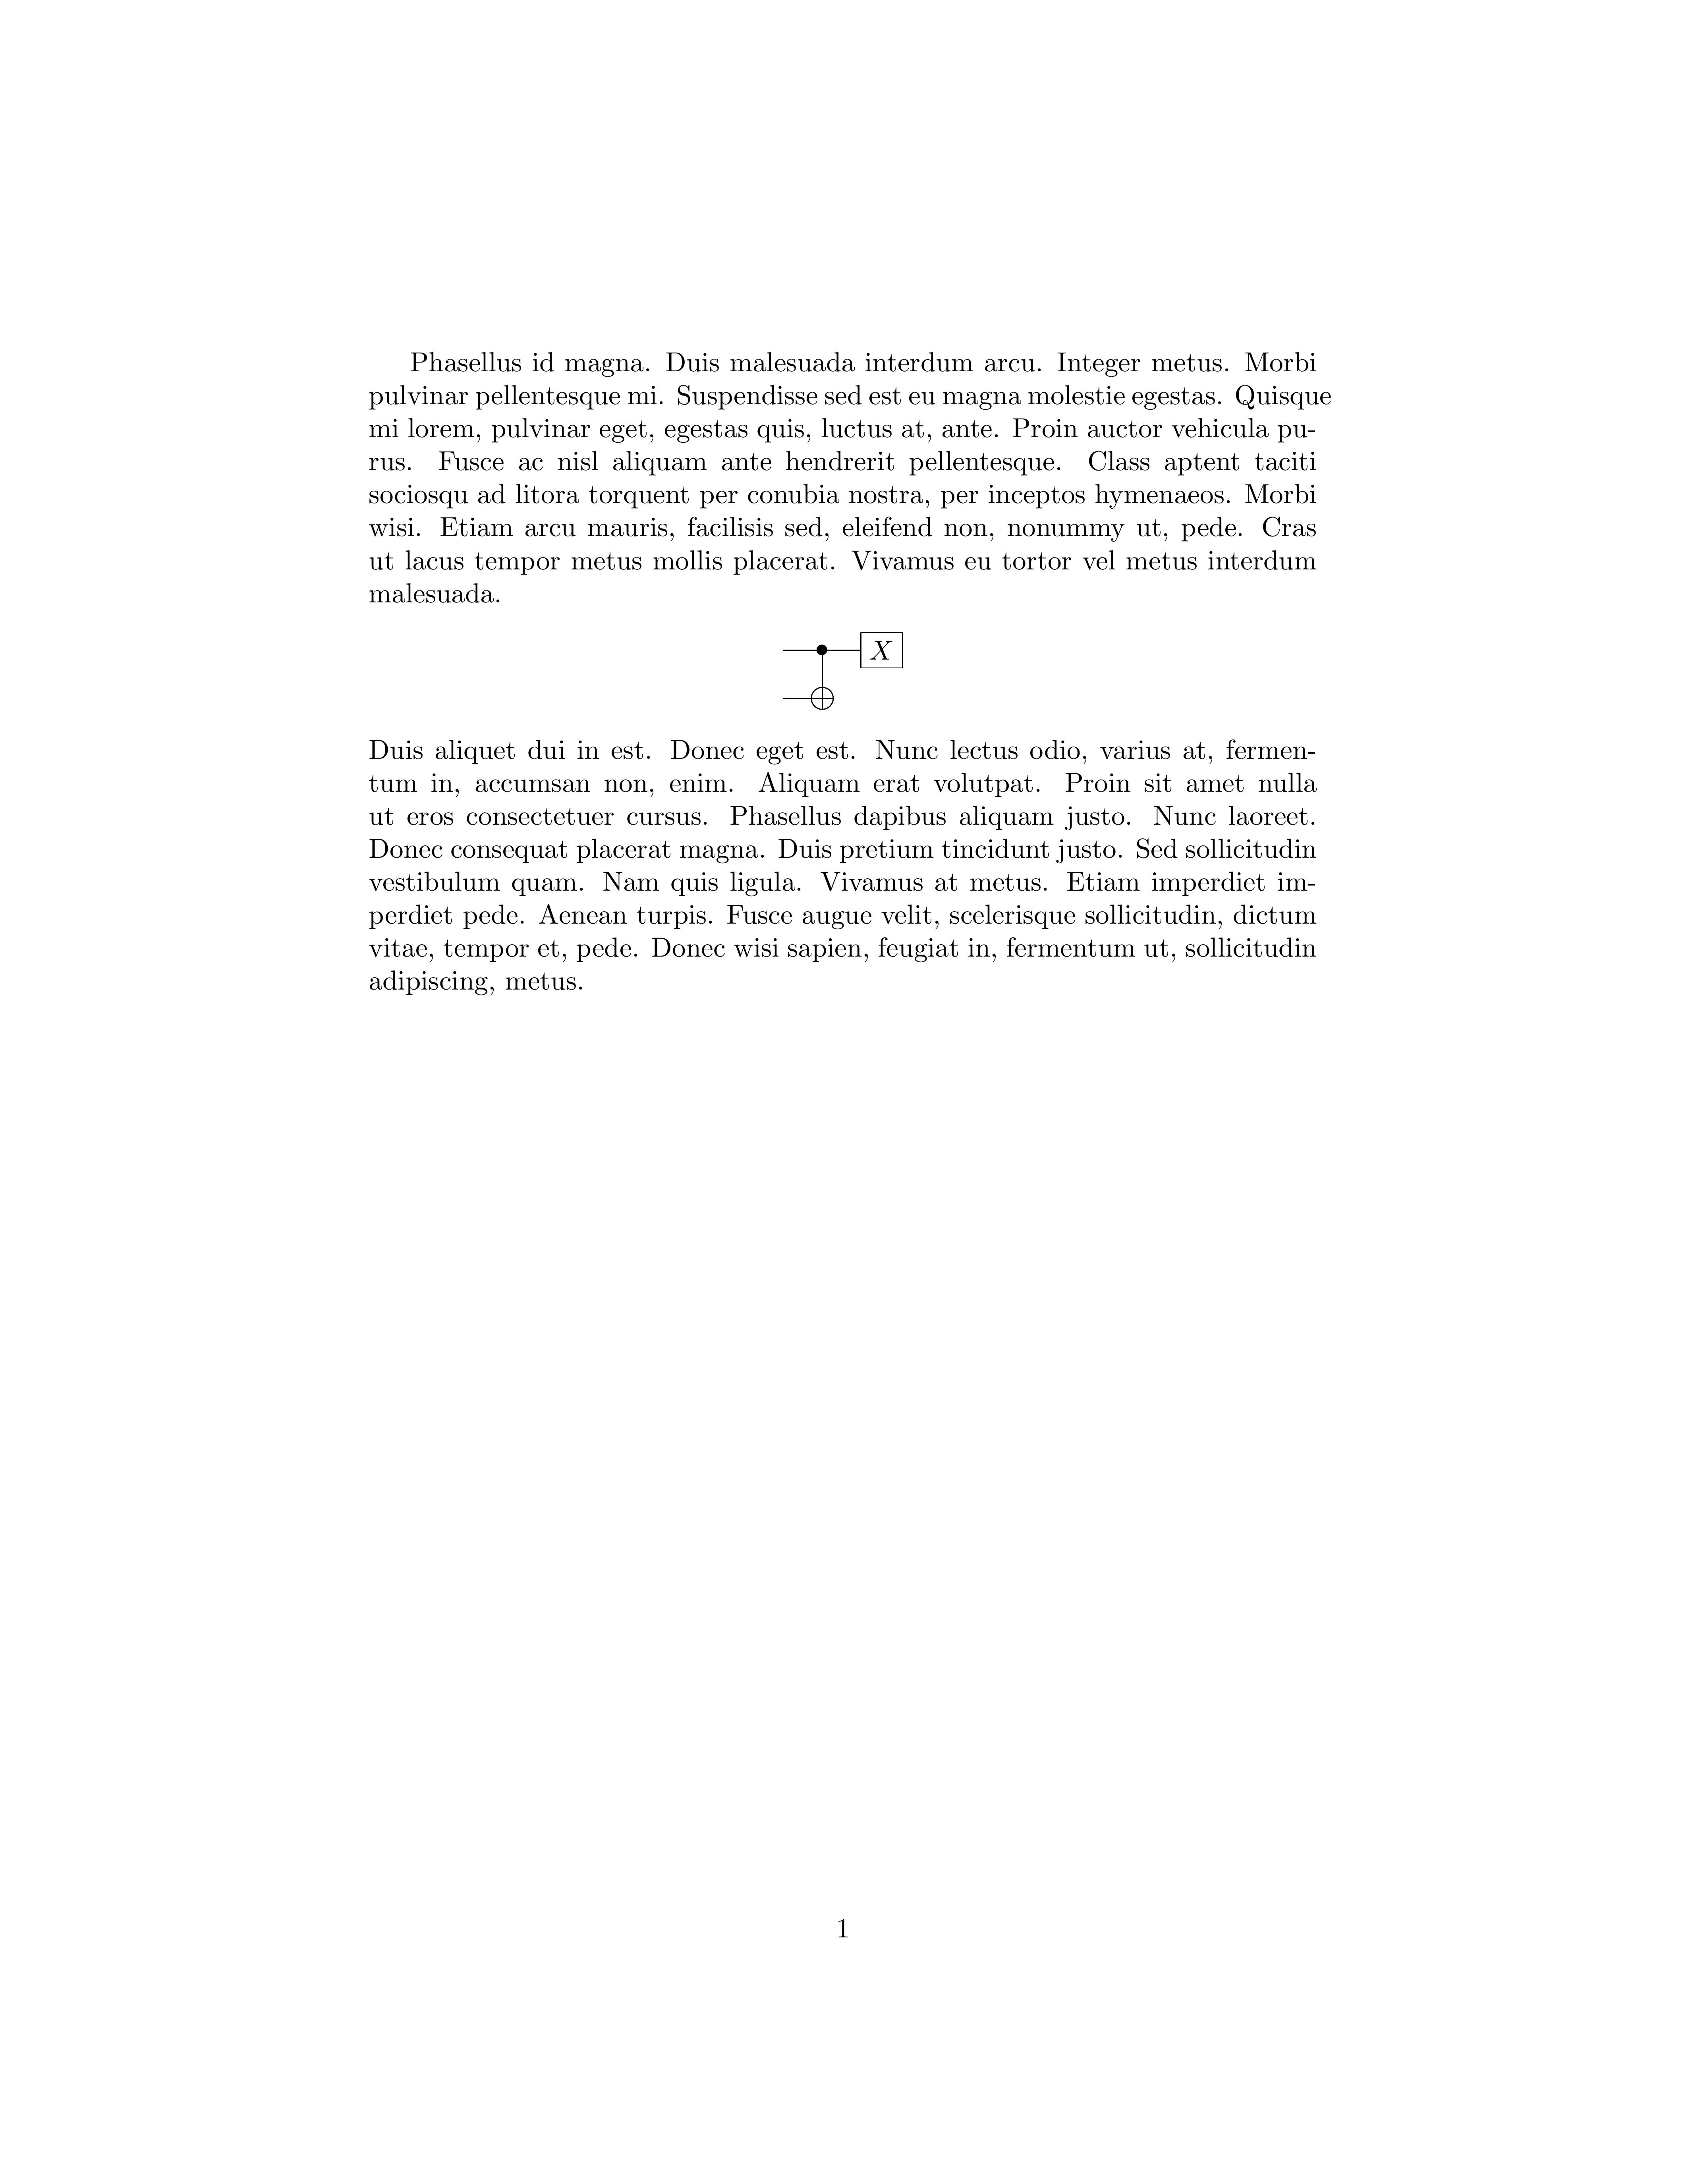 Phasellus id magna. Duis malesuada interdum arcu. Integer metus. Morbi
pulvinar pellentesque mi. Suspendisse sed est eu magna molestie egestas. Quisque
mi lorem, pulvinar eget, egestas quis, luctus at, ante. Proin auctor vehicula pu-
rus. Fusce ac nisl aliquam ante hendrerit pellentesque. Class aptent taciti
sociosqu ad litora torquent per conubia nostra, per inceptos hymenaeos. Morbi
wisi. Etiam arcu mauris, facilisis sed, eleifend non, nonummy ut, pede. Cras
ut lacus tempor metus mollis placerat. Vivamus eu tortor vel metus interdum
malesuada.
X
Duis aliquet dui in est. Donec eget est. Nunc lectus odio, varius at, fermen-
tum in, accumsan non, enim. Aliquam erat volutpat. Proin sit amet nulla
ut eros consectetuer cursus. Phasellus dapibus aliquam justo. Nunc laoreet.
Donec consequat placerat magna. Duis pretium tincidunt justo. Sed sollicitudin
vestibulum quam. Nam quis ligula. Vivamus at metus. Etiam imperdiet im-
perdiet pede. Aenean turpis. Fusce augue velit, scelerisque sollicitudin, dictum
vitae, tempor et, pede. Donec wisi sapien, feugiat in, fermentum ut, sollicitudin
adipiscing, metus.
1